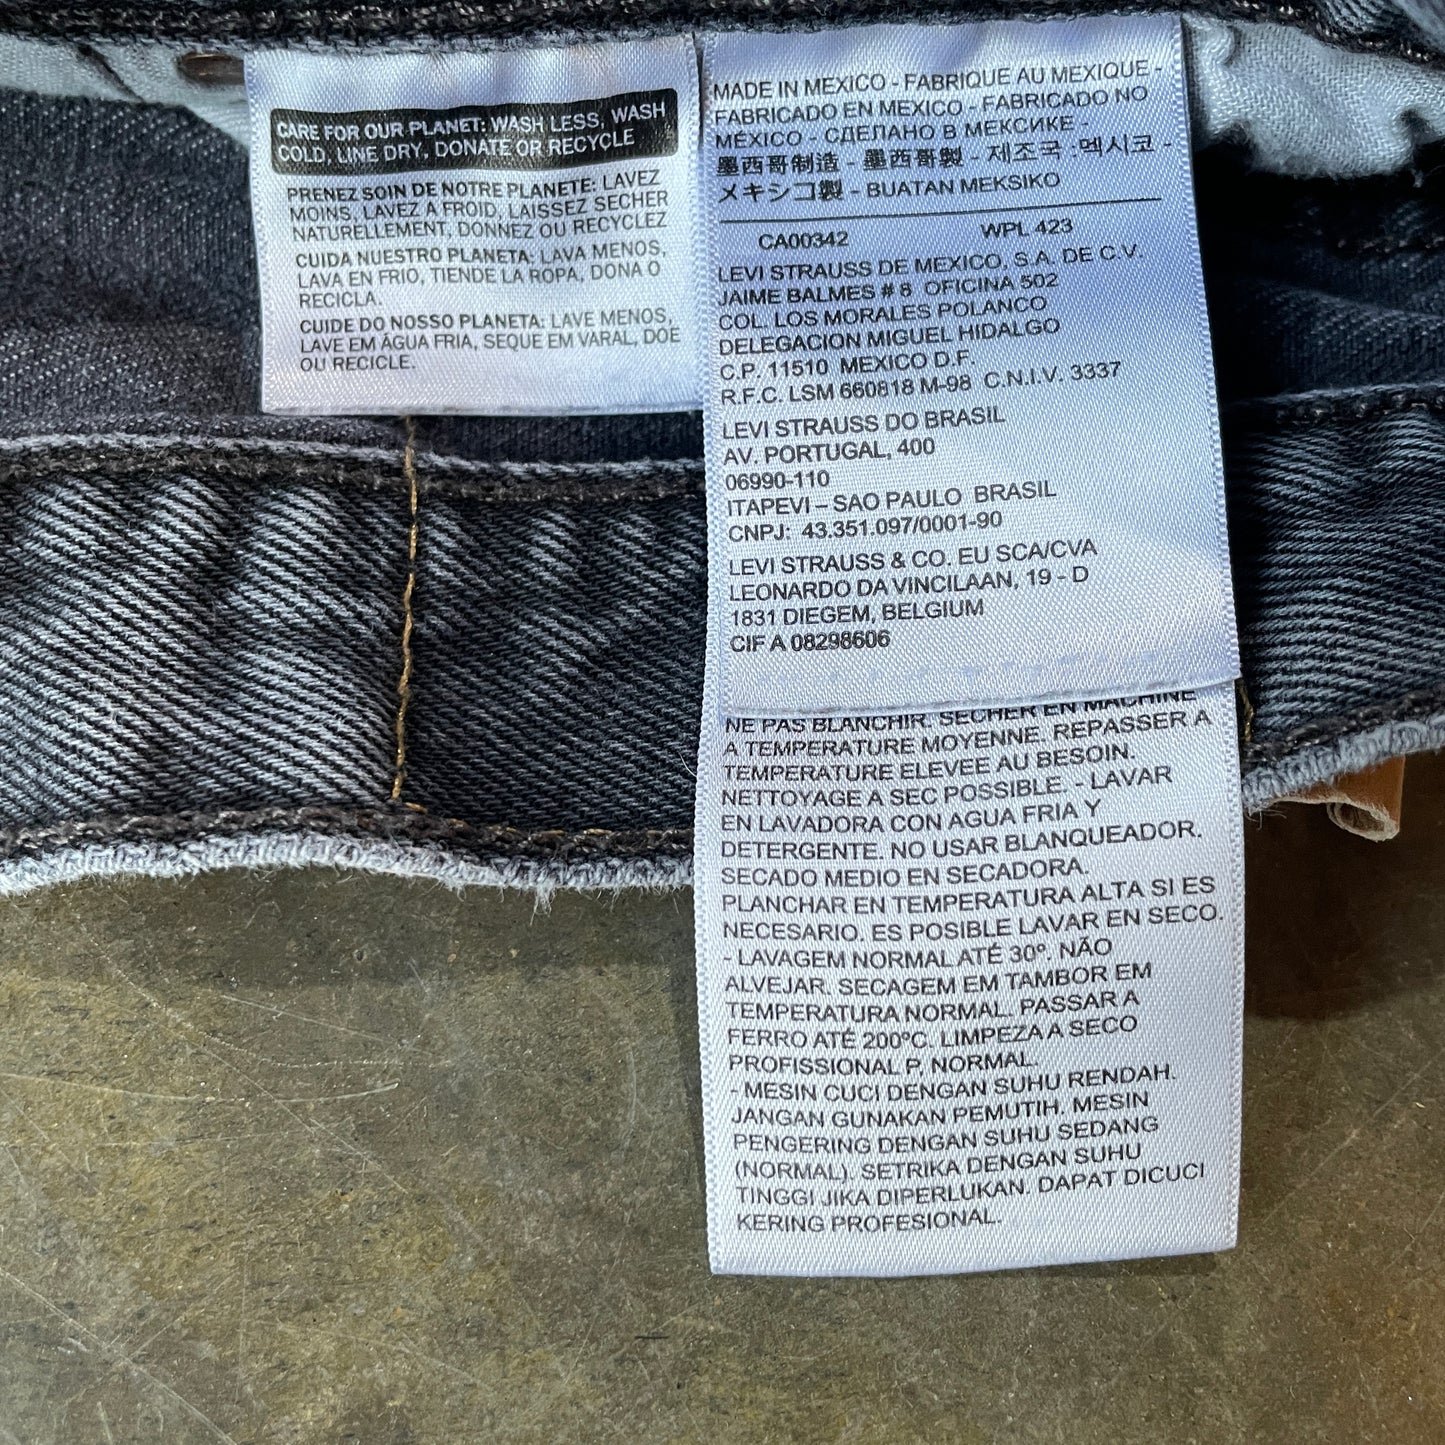 CARE FOR OUR PLANET: WASH LESS, WASH
COLD, LINE DRY, DONATE OR RECYCLE
PRENEZ SOIN DE NOTRE PLANETE: LAVEZ
MOINS, LAVEZ A FROID, LAISSEZ SECHER
NATURELLEMENT, DONNEZ OU RECYCLEZ
CUIDA NUESTRO PLANETA: LAVA MENOS,
LAVA EN FRIO, TIENDE LA ROPA, DONA O
RECICLA.
CUIDE DO NOSSO PLANETA: LAVE MENOS,
LAVE EM ÁGUA FRIA, SEQUE EM VARAL, DOE
OU RECICLE.
MADE IN MEXICO - FABRIQUE AU MEXIQUE -
FABRICADO EN MEXICO - FABRICADO NO
MÉXICO - СДЕЛАНО В МЕКСИКЕ -
墨西哥制造 - 墨西哥製 - 제조국 :멕시코 -
メキシコ製 - BUATAN MEKSIKO
CA00342 WPL 423
LEVI STRAUSS DE MEXICO, S.A. DE C.V.
JAIME BALMES # 8 OFICINA 502
COL. LOS MORALES POLANCO
DELEGACION MIGUEL HIDALGO
C.P. 11510 MEXICO D.F.
R.F.C. LSM 660818 M-98 C.N.I.V. 3337
LEVI STRAUSS DO BRASIL
AV. PORTUGAL, 400
06990-110
ITAPEVI – SAO PAULO BRASIL
CNPJ: 43.351.097/0001-90
LEVI STRAUSS & CO. EU SCA/CVA
LEONARDO DA VINCILAAN, 19 - D
1831 DIEGEM, BELGIUM
CIF A 08298606
NE PAS BLANCHIR. SECHER EN MACHINE
A TEMPERATURE MOYENNE. REPASSER A
TEMPERATURE ELEVEE AU BESOIN.
NETTOYAGE A SEC POSSIBLE. - LAVAR
EN LAVADORA CON AGUA FRIA Y
DETERGENTE. NO USAR BLANQUEADOR.
SECADO MEDIO EN SECADORA.
PLANCHAR EN TEMPERATURA ALTA SI ES
NECESARIO. ES POSIBLE LAVAR EN SECO.
- LAVAGEM NORMAL ATÉ 30º. NÃO
ALVEJAR. SECAGEM EM TAMBOR EM
TEMPERATURA NORMAL. PASSAR A
FERRO ATÉ 200ºC. LIMPEZA A SECO
PROFISSIONAL P, NORMAL.
- MESIN CUCI DENGAN SUHU RENDAH.
JANGAN GUNAKAN PEMUTIH. MESIN
PENGERING DENGAN SUHU SEDANG
(NORMAL). SETRIKA DENGAN SUHU
TINGGI JIKA DIPERLUKAN. DAPAT DICUCI
KERING PROFESIONAL.